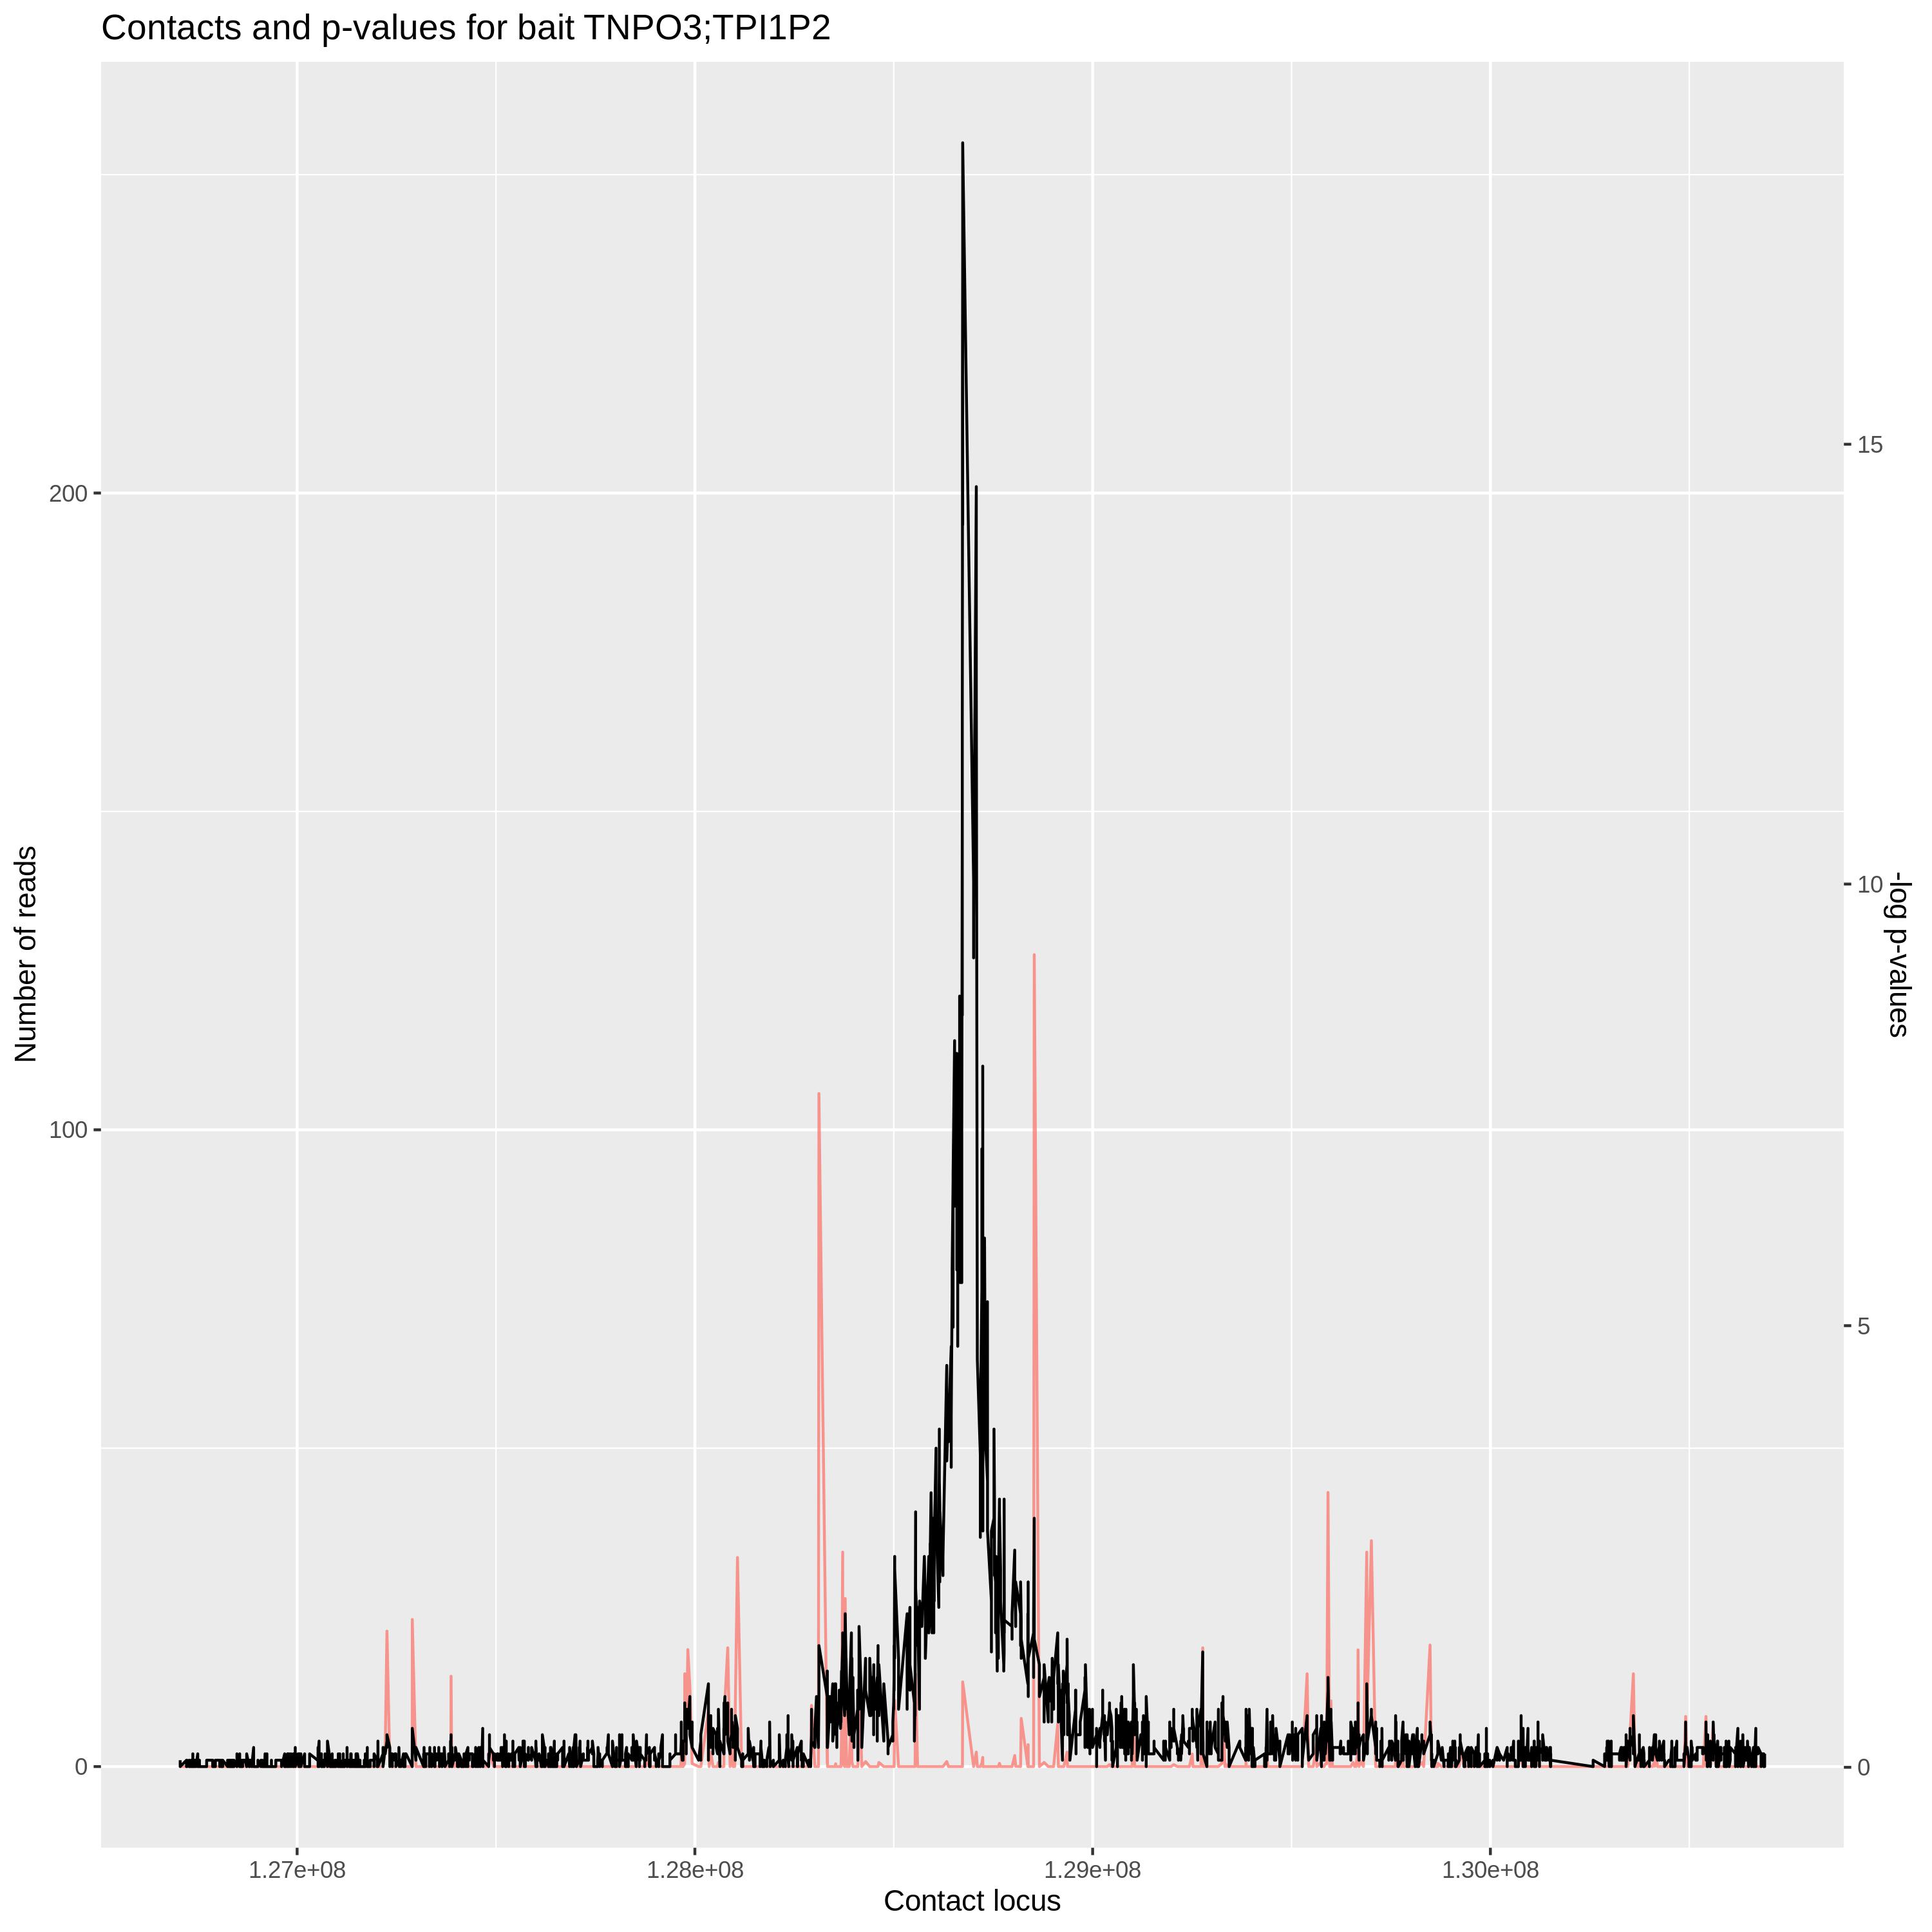 Contacts and p-values for bait TNPO3;TPI1P2
200
100
0
Number of reads
15
10
5
0
-log p-values
1.27e+08
1.28e+08
1.29e+08
1.30e+08
Contact locus